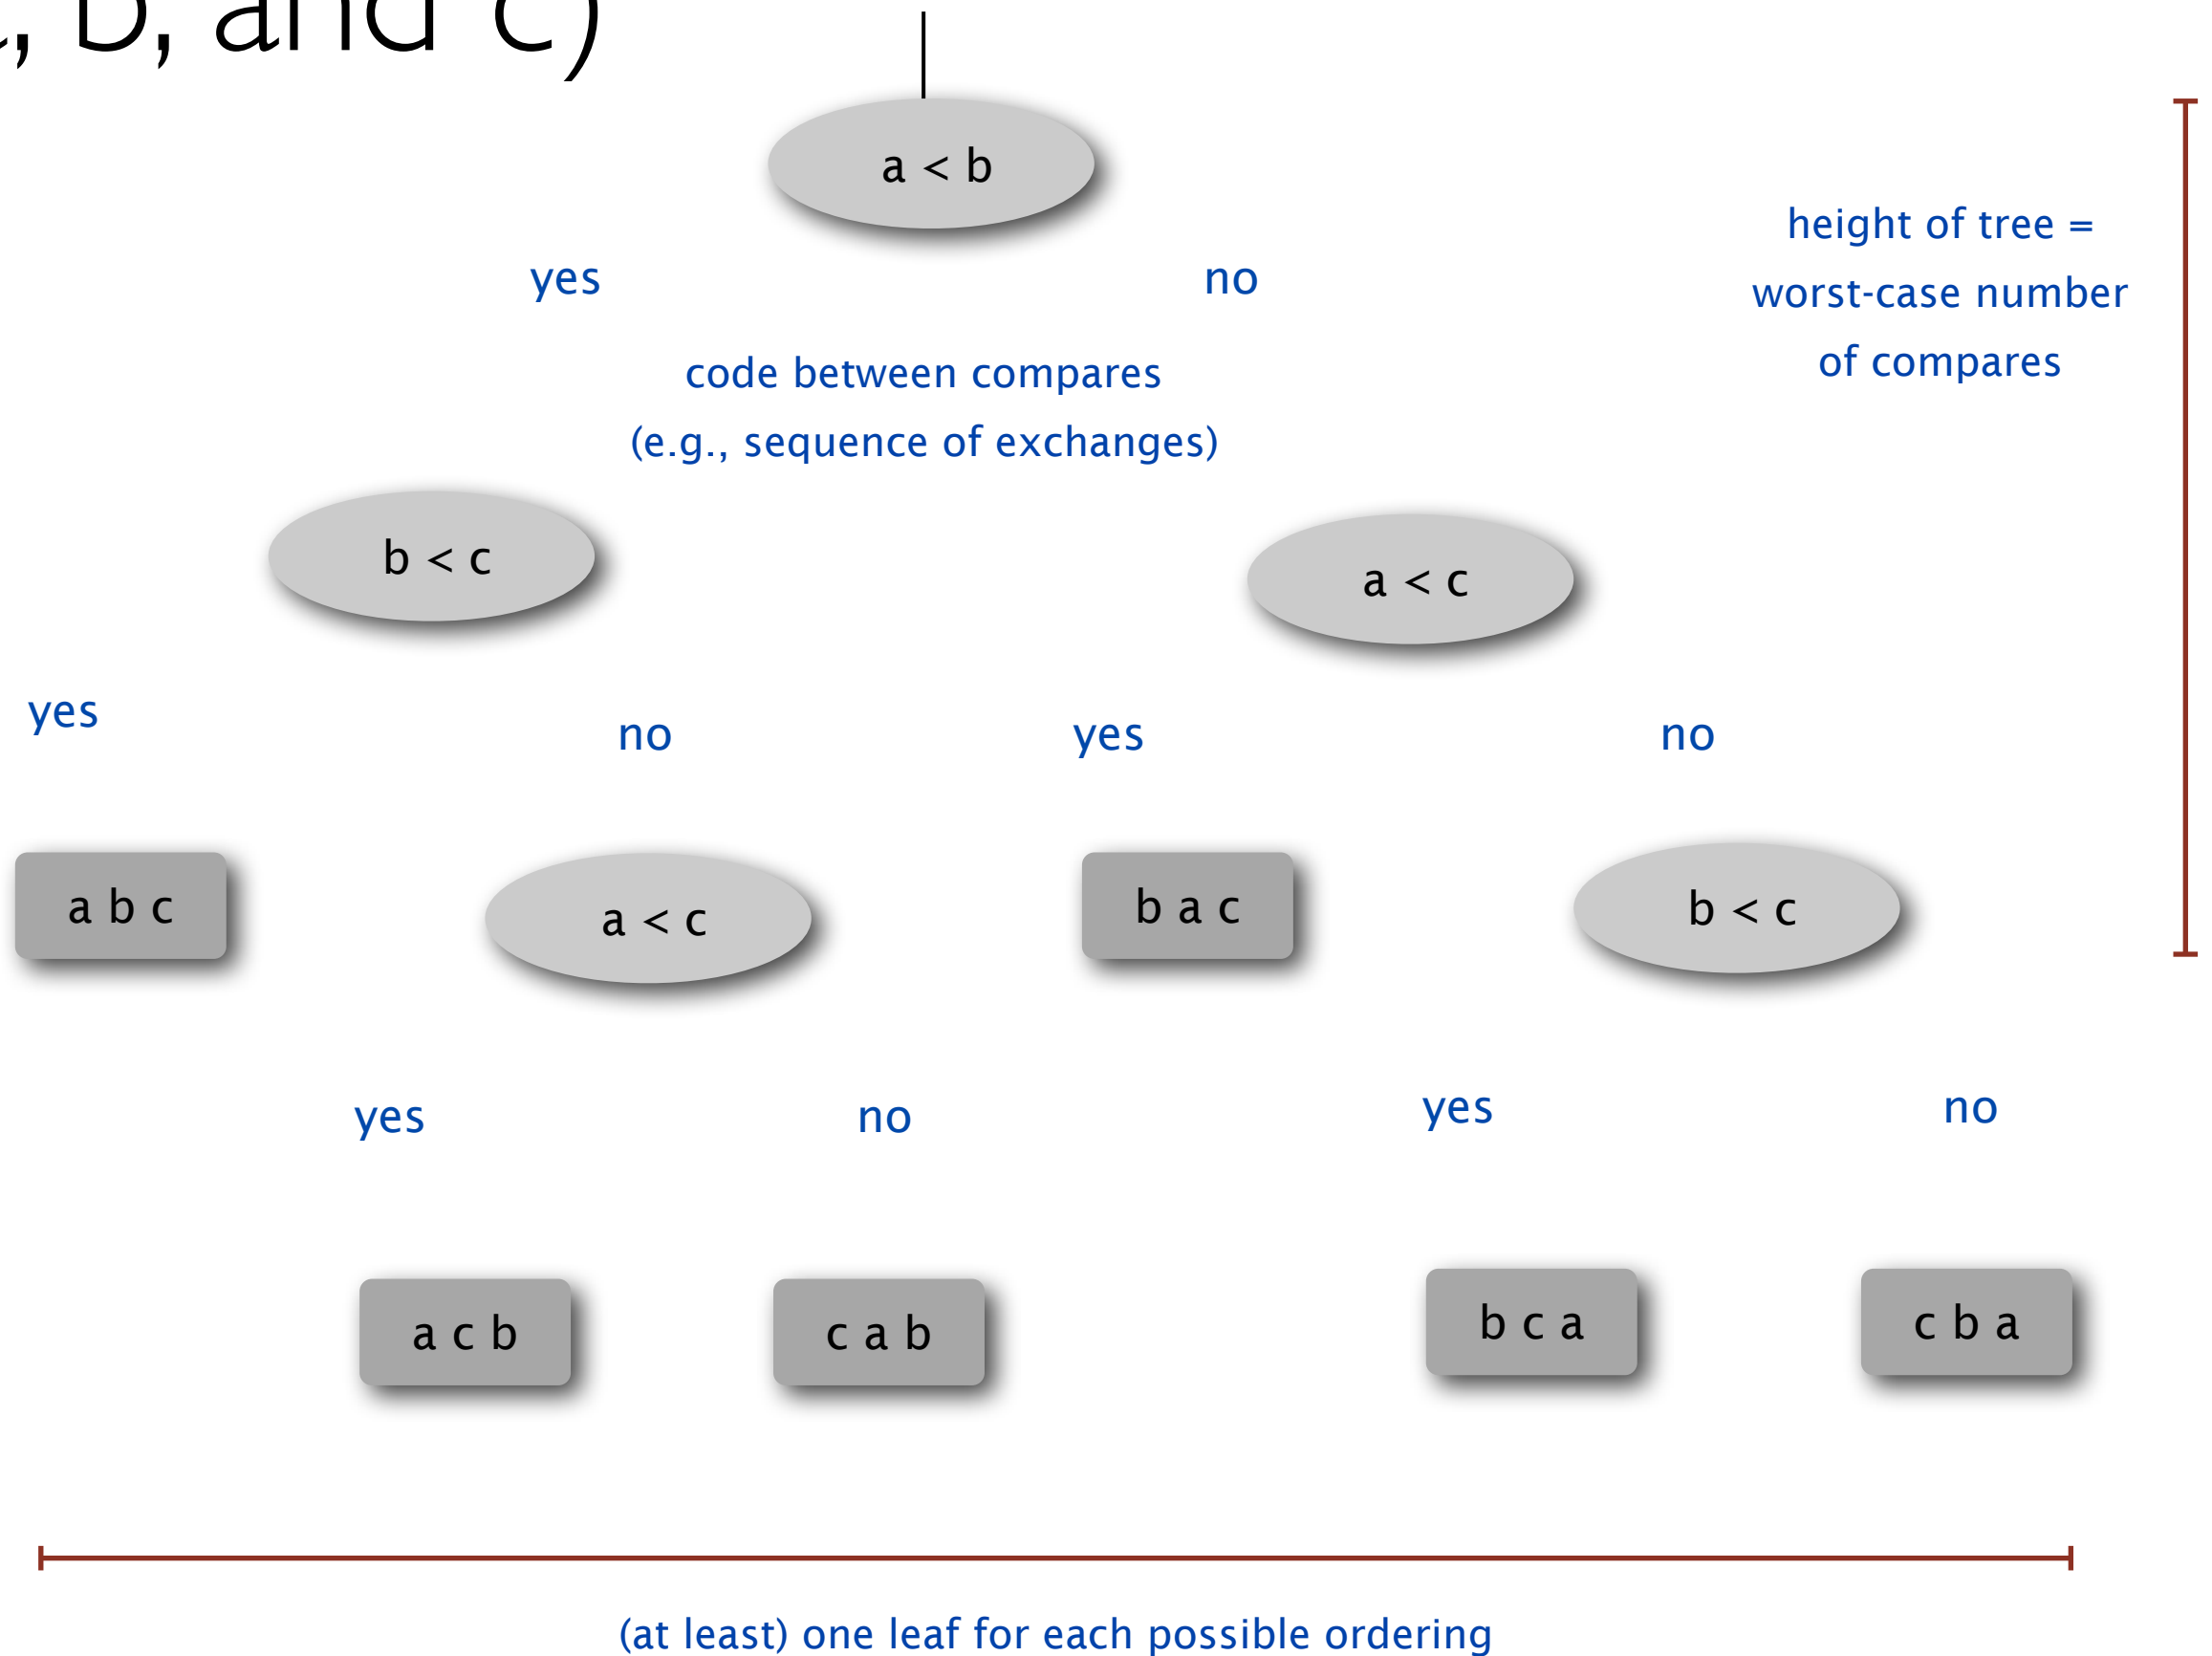 , b, and c)
a < b
yes
no
height of tree =
worst-case number
of compares
code between compares
(e.g., sequence of exchanges)
b < c
a < c
yes
no
yes
no
a b c
a < c
b a c
b < c
yes
no
yes
no
a c b
c a b
b c a
c b a
(at least) one leaf for each possible ordering